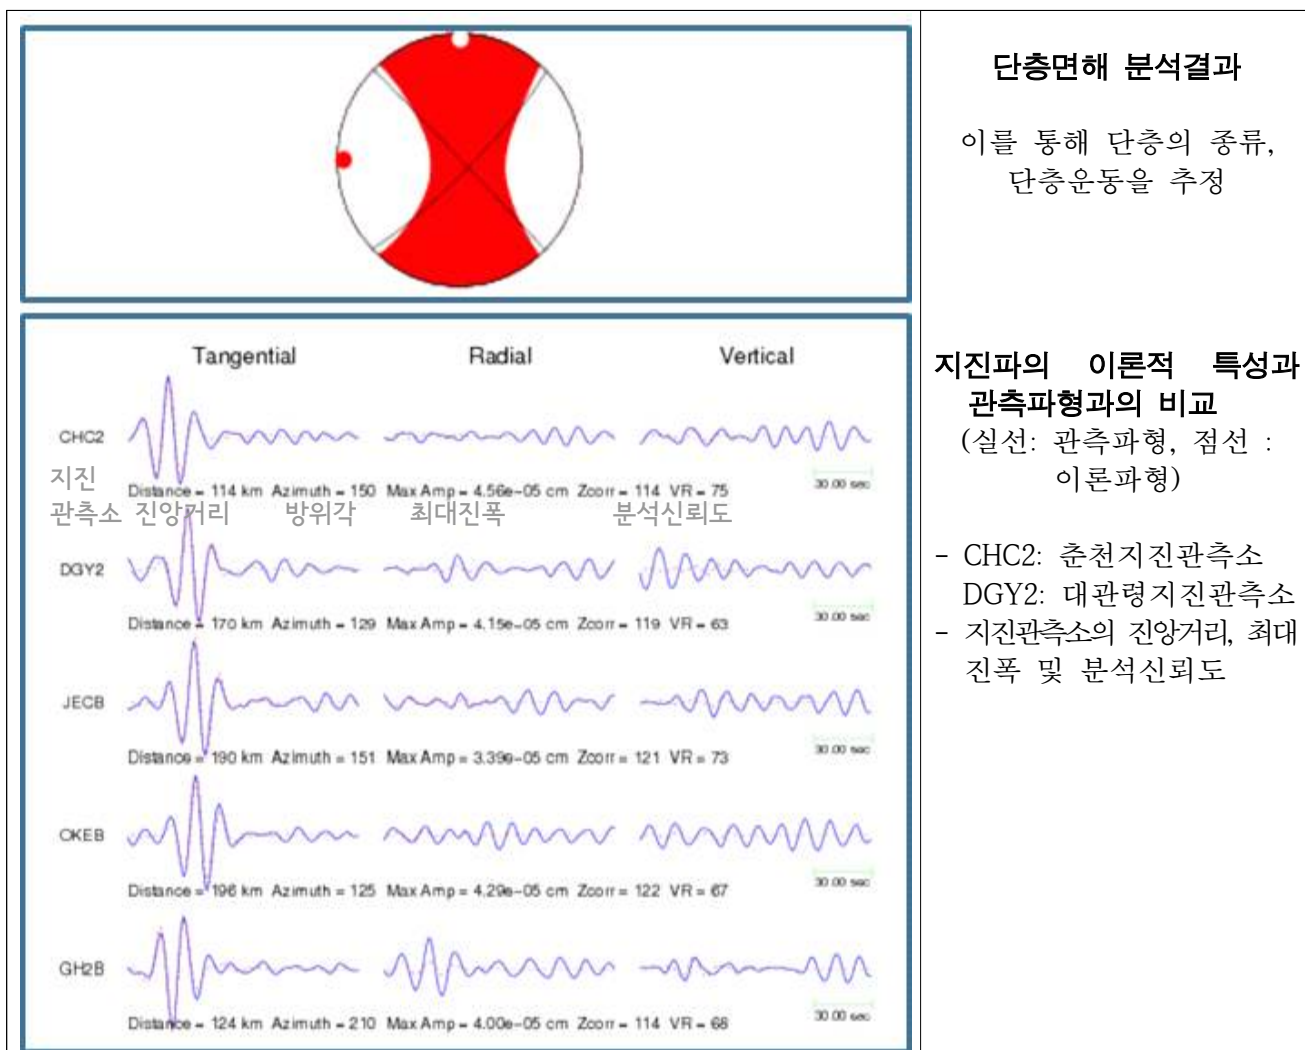 단층면해 분석결과
이를 통해 단층의 종류,
단층운동을 추정
Tangential Radial Vertical
CHC2
지진
관측소 진앙거리 방위각 최대진폭 분석신뢰도
Distance = 114 km Azimuth = 150 Max Amp = 4.56e-05 cm Zcorr = 114 VR = 75
30.00 sec
DGY2
Distance = 170 km Azimuth = 129 Max Amp = 4.15e-05 cm Zcorr = 119 VR = 63
30.00 sec
JECB
Distance = 190 km Azimuth = 151 Max Amp = 3.39e-05 cm Zcorr = 121 VR = 73
30.00 sec
OKEB
Distance = 196 km Azimuth = 125 Max Amp = 4.29e-05 cm Zcorr = 122 VR = 67
30.00 sec
GH2B
Distance = 124 km Azimuth = 210 Max Amp = 4.00e-05 cm Zcorr = 114 VR = 68
30.00 sec
지진파의 이론적 특성과
관측파형과의 비교
(실선: 관측파형, 점선 :
이론파형)
- CHC2: 춘천지진관측소
DGY2: 대관령지진관측소
- 지진관측소의 진앙거리, 최대
진폭 및 분석신뢰도